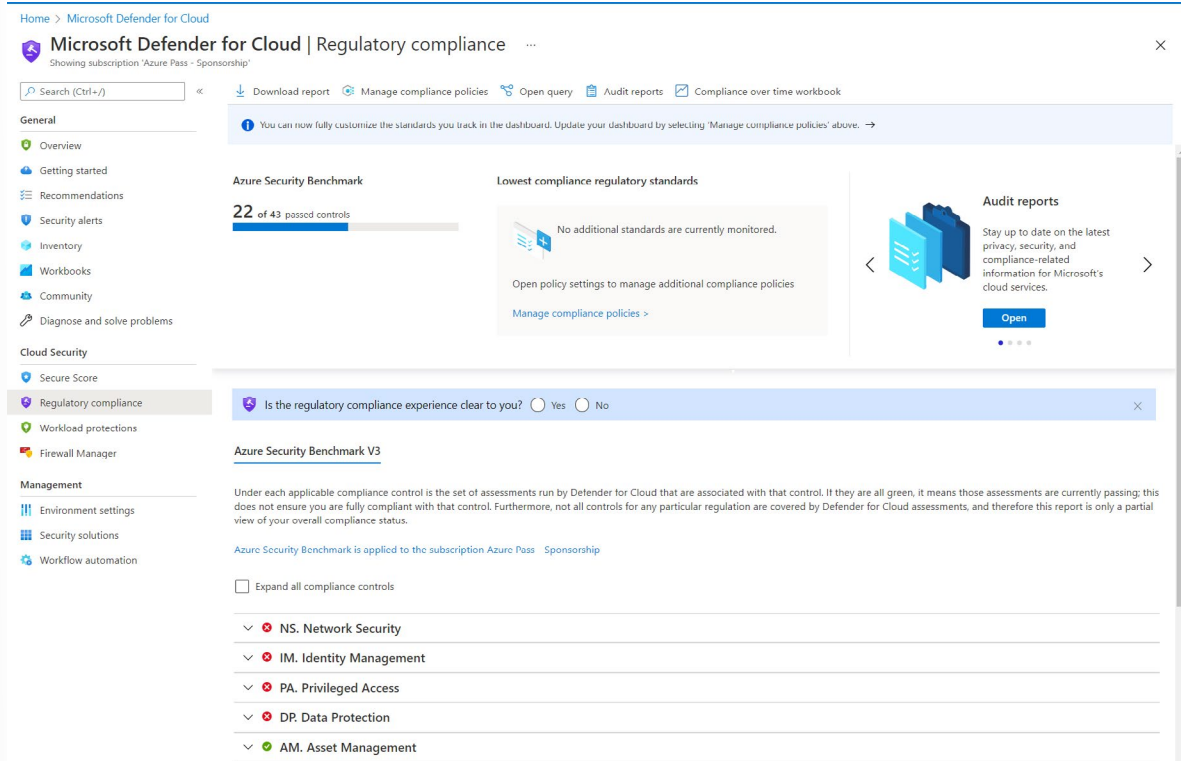 Home > Microsoft Defender for Cloud
Microsoft Defender for Cloud | Regulatory compliance ...
Showing subscription 'Azure Pass - Sponsorship'
Search (Ctrl+/)
«
Download report
Manage compliance policies
Open query
Audit reports
Compliance over time workbook
You can now fully customize the standards you track in the dashboard. Update your dashboard by selecting 'Manage compliance policies' above. →
General
Overview
Getting started
Recommendations
Security alerts
Inventory
Workbooks
Community
Diagnose and solve problems
Cloud Security
Secure Score
Regulatory compliance
Workload protections
Firewall Manager
Management
Environment settings
Security solutions
Workflow automation
Azure Security Benchmark
22 of 43 passed controls
Lowest compliance regulatory standards
No additional standards are currently monitored.
Open policy settings to manage additional compliance policies
Manage compliance policies >
Audit reports
Stay up to date on the latest
privacy, security, and
compliance-related
information for Microsoft's
cloud services.
Open
Is the regulatory compliance experience clear to you? Yes No
Azure Security Benchmark V3
Under each applicable compliance control is the set of assessments run by Defender for Cloud that are associated with that control. If they are all green, it means those assessments are currently passing; this
does not ensure you are fully compliant with that control. Furthermore, not all controls for any particular regulation are covered by Defender for Cloud assessments, and therefore this report is only a partial
view of your overall compliance status.
Azure Security Benchmark is applied to the subscription Azure Pass Sponsorship
Expand all compliance controls
NS. Network Security
IM. Identity Management
PA. Privileged Access
DP. Data Protection
AM. Asset Management